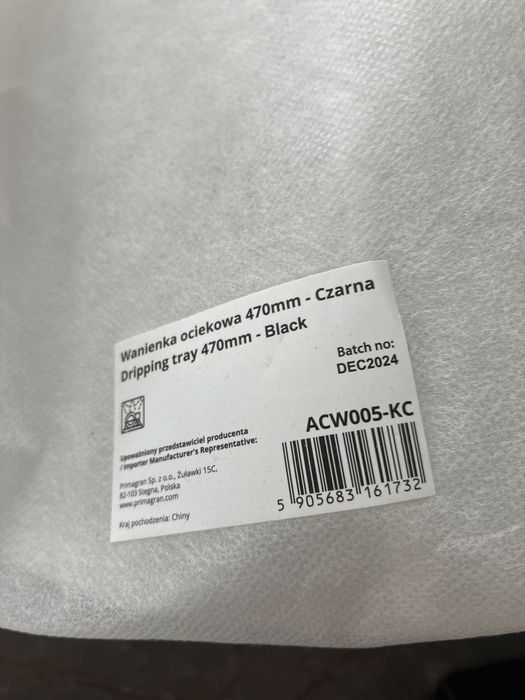 Wanienka ociekowa 470mm - Czarna
Dripping tray 470mm - Black
Batch no:
DEC2024
ACW005-KC
Upoważniony przedstawiciel producenta
/ Importer Manufacturer's Representative:
Primagran Sp. z o.o., Żuławki 15C,
82-103 Stegna, Polska
www.primagran.com
Kraj pochodzenia: Chiny
5 905683 161732